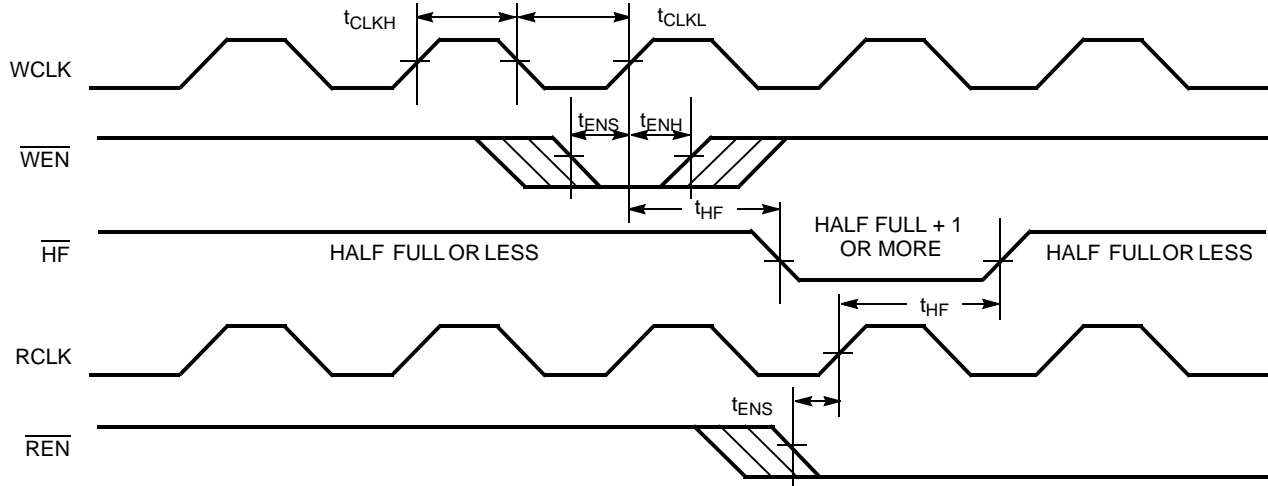 tCLKH
tCLKL
WCLK
tENS
tENH
WEN
tHF
HALF FULL + 1
OR MORE
HF
HALF FULL OR LESS
HALF FULL OR LESS
tHF
RCLK
tENS
REN